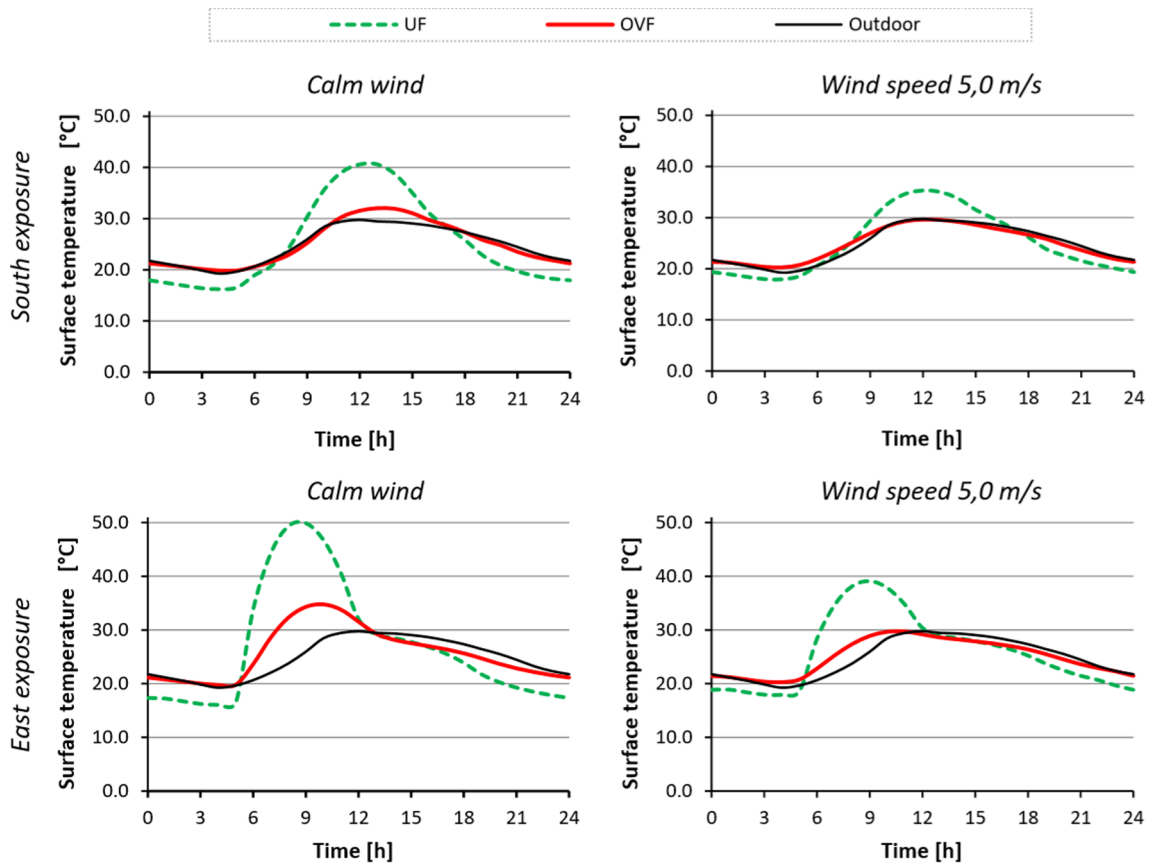 UF OVF Outdoor
Calm wind
Wind speed 5,0 m/s
South exposure
Surface temperature [°C]
50.0
40.0
30.0
20.0
10.0
0.0
0 3 6 9 12 15 18 21 24
Time [h]
Surface temperature [°C]
50.0
40.0
30.0
20.0
10.0
0.0
0 3 6 9 12 15 18 21 24
Time [h]
Calm wind
Wind speed 5,0 m/s
East exposure
Surface temperature [°C]
50.0
40.0
30.0
20.0
10.0
0.0
0 3 6 9 12 15 18 21 24
Time [h]
Surface temperature [°C]
50.0
40.0
30.0
20.0
10.0
0.0
0 3 6 9 12 15 18 21 24
Time [h]